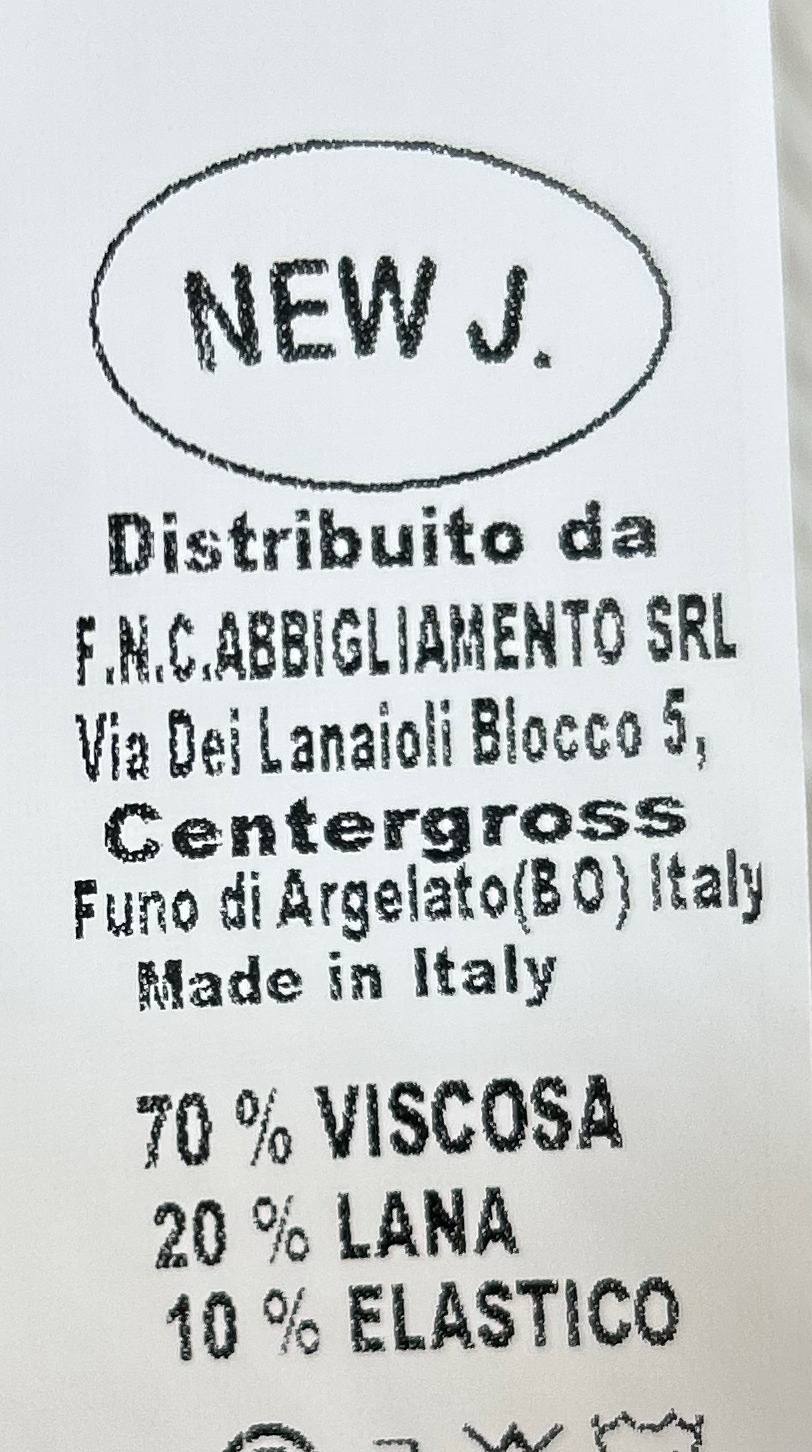 NEW J.
Distribuito da
F.N.C.ABBIGLIAMENTO SRL
Via Dei Lanaioli Blocco 5,
Centergross
Funo di Argelato(BO) Italy
Made in Italy
70 % VISCOSA
20 % LANA
10 % ELASTICO